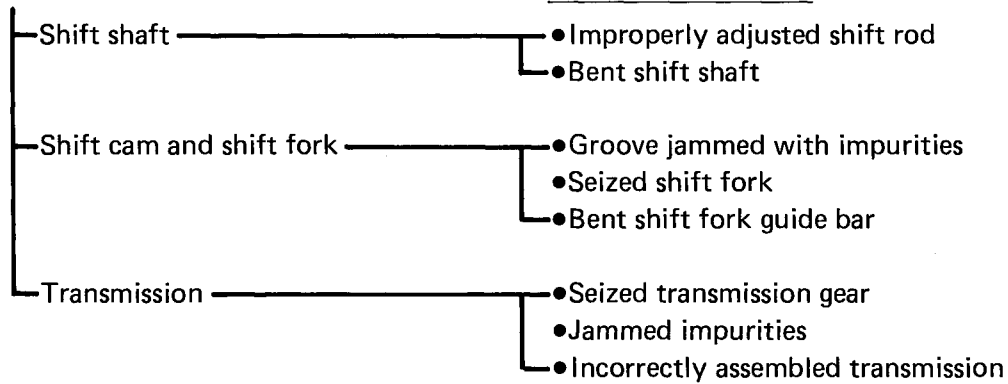 Shift shaft ●Improperly adjusted shift rod
●Bent shift shaft
Shift cam and shift fork ●Groove jammed with impurities
●Seized shift fork
●Bent shift fork guide bar
Transmission ●Seized transmission gear
●Jammed impurities
●Incorrectly assembled transmission